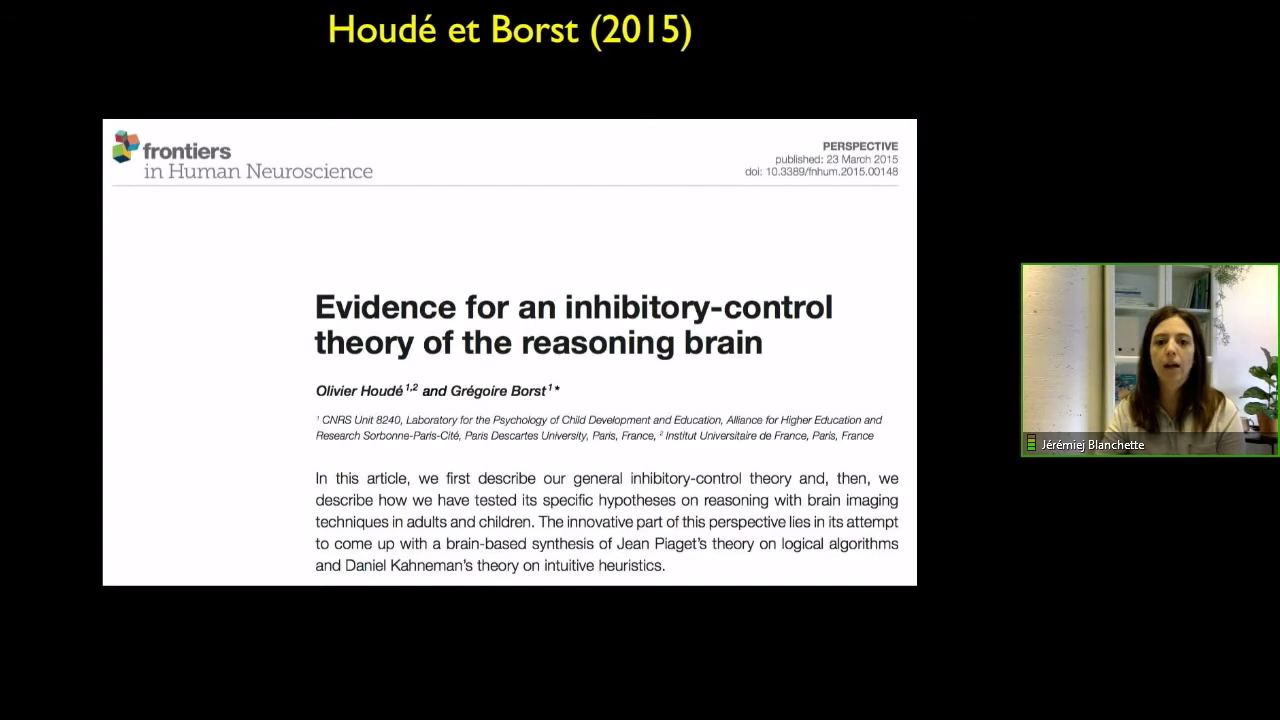 Houdé et Borst (2015)
frontiers
in Human Neuroscience
PERSPECTIVE
published: 23 March 2015
doi: 10.3389/fnhum.2015.00148
Evidence for an inhibitory-control
theory of the reasoning brain
Olivier Houdé 1,2 and Grégoire Borst 1*
1 CNRS Unit 8240, Laboratory for the Psychology of Child Development and Education, Alliance for Higher Education and
Research Sorbonne-Paris-Cité, Paris Descartes University, Paris, France, 2 Institut Universitaire de France, Paris, France
In this article, we first describe our general inhibitory-control theory and, then, we
describe how we have tested its specific hypotheses on reasoning with brain imaging
techniques in adults and children. The innovative part of this perspective lies in its attempt
to come up with a brain-based synthesis of Jean Piaget’s theory on logical algorithms
and Daniel Kahneman’s theory on intuitive heuristics.
Jérémiej Blanchette